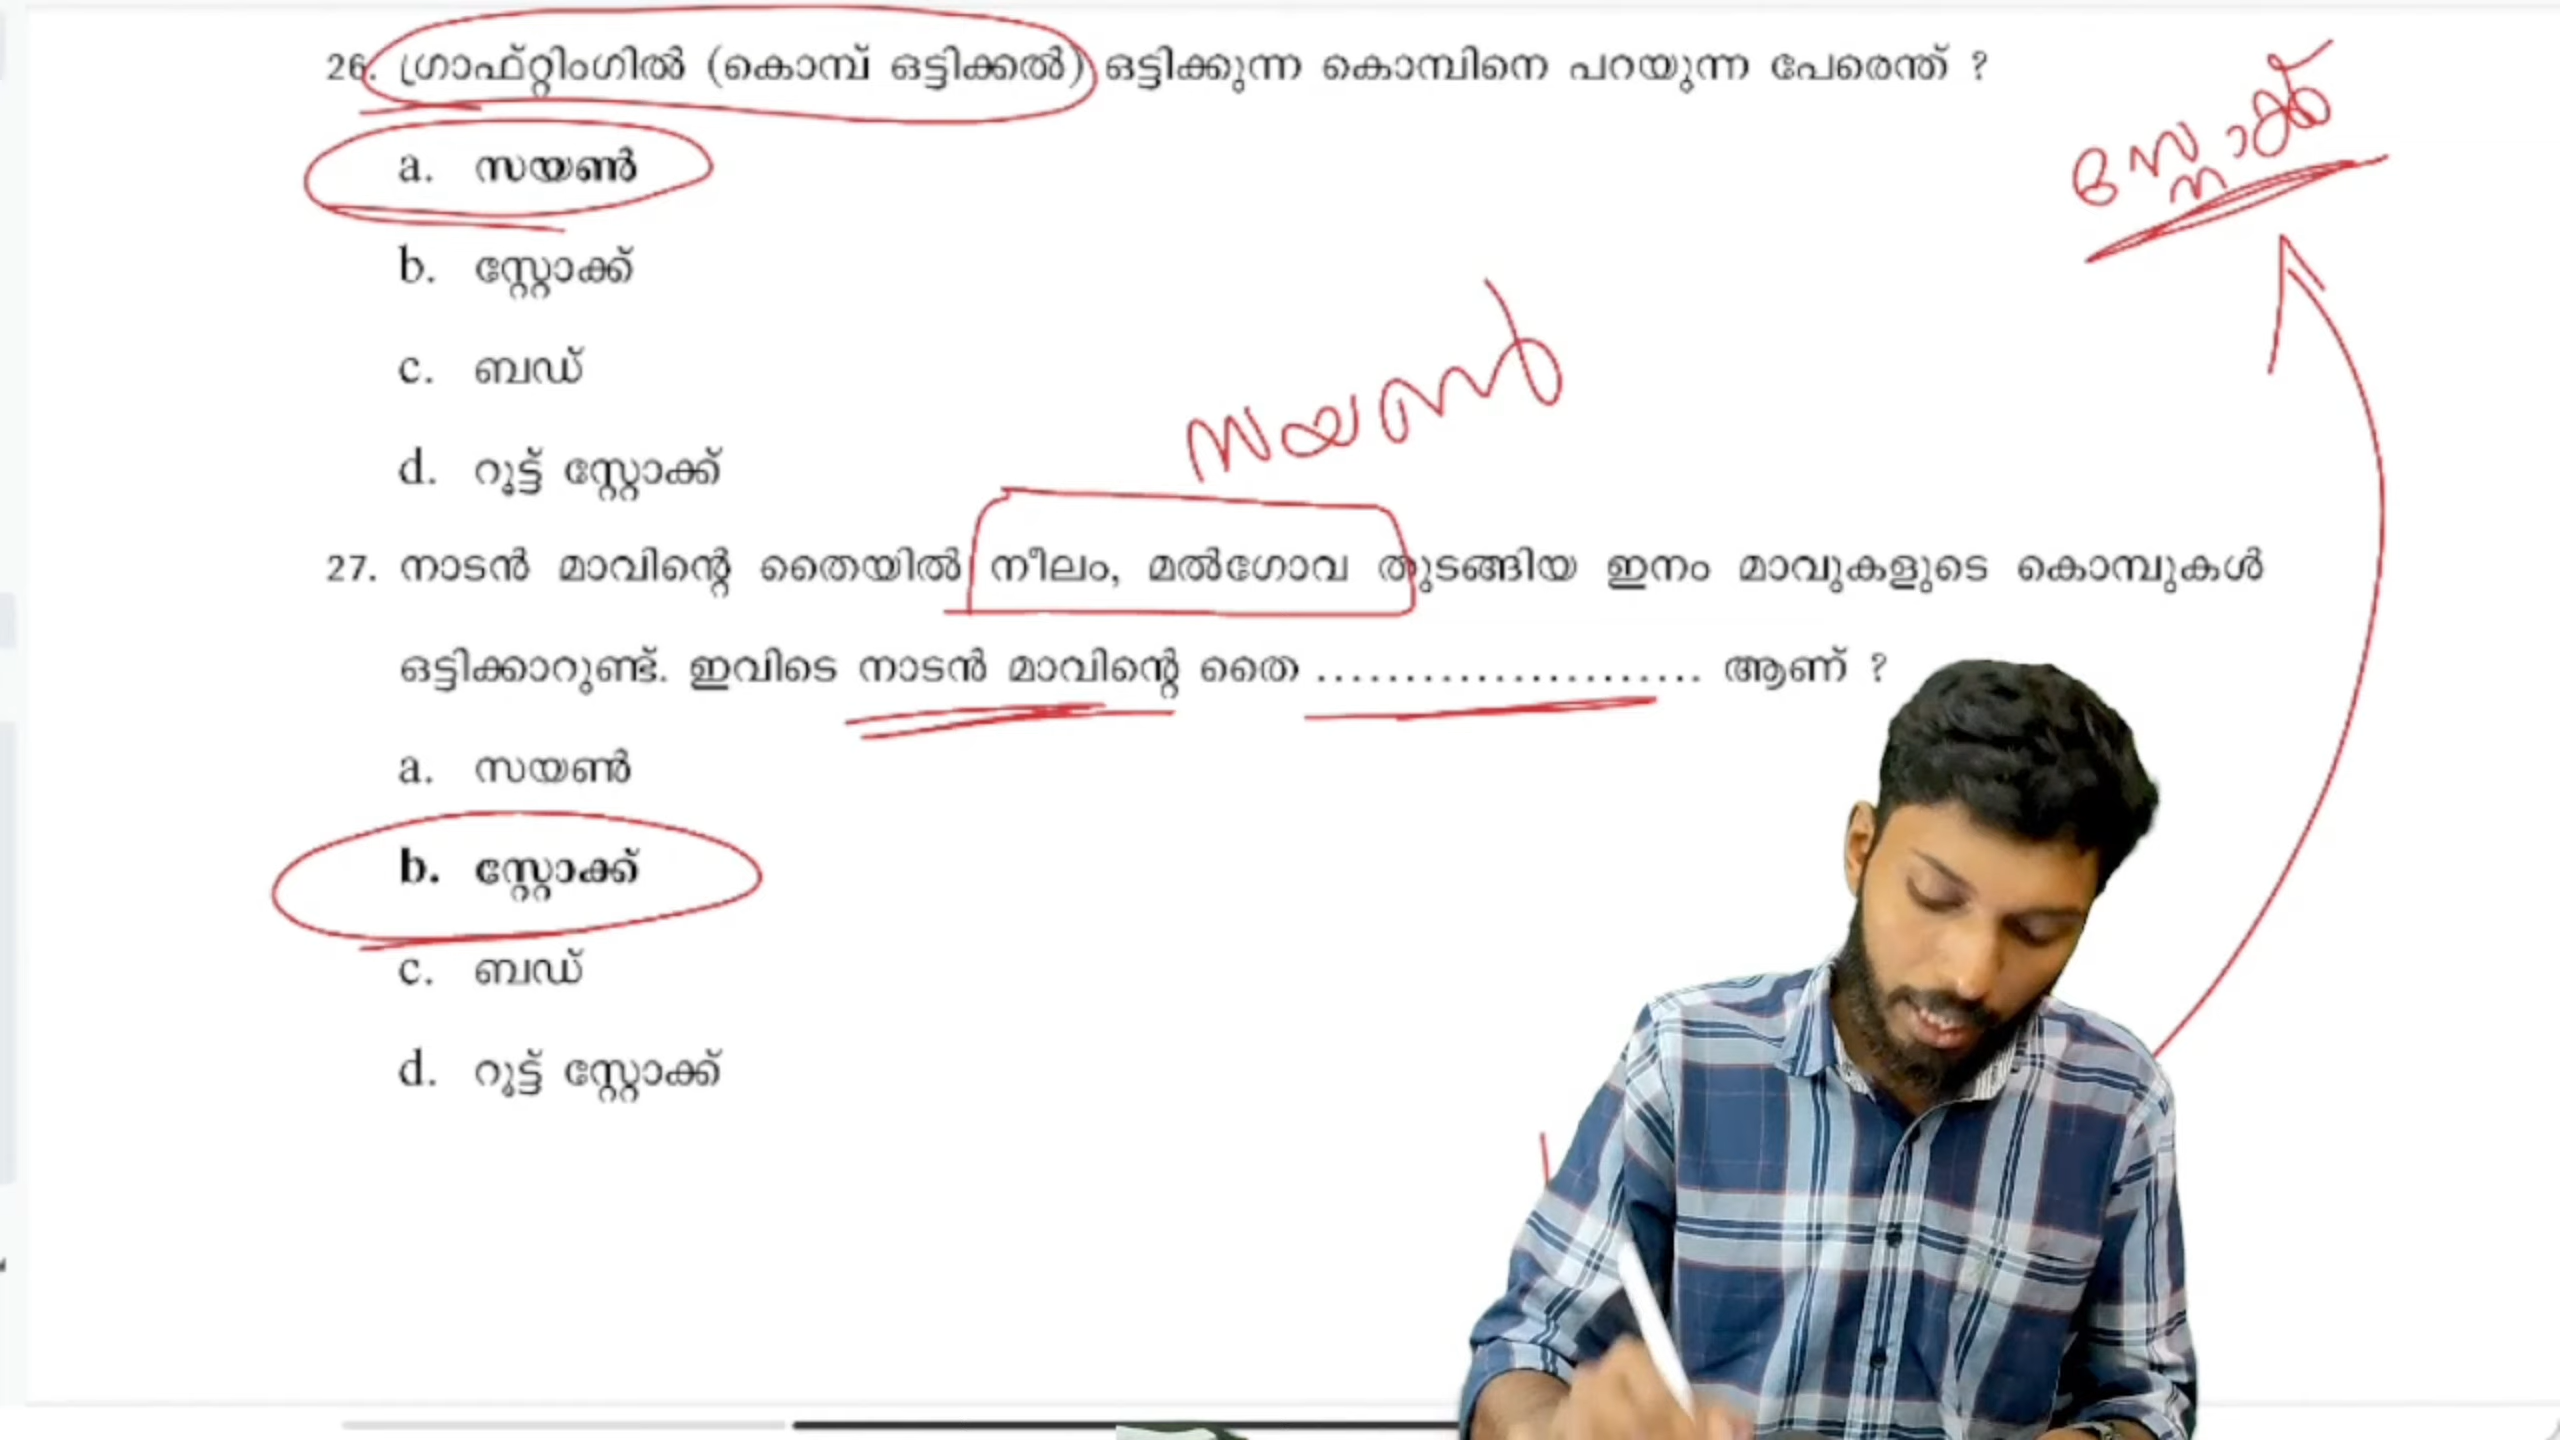 26. ഗ്രാഫ്റ്റിംഗിൽ (കൊമ്പ് ഒട്ടിക്കൽ) ഒട്ടിക്കുന്ന കൊമ്പിനെ പറയുന്ന പേരെന്ത് ?
സ്റ്റോക്ക്
a. സയൺ
b. സ്റ്റോക്ക്
c. ബഡ്
സയൺ
d. റൂട്ട് സ്റ്റോക്ക്
27. നാടൻ മാവിന്റെ തൈയിൽ നീലം, മൽഗോവ തുടങ്ങിയ ഇനം മാവുകളുടെ കൊമ്പുകൾ
ഒട്ടിക്കാറുണ്ട്. ഇവിടെ നാടൻ മാവിന്റെ തൈ ...................... ആണ് ?
a. സയൺ
b. സ്റ്റോക്ക്
c. ബഡ്
d. റൂട്ട് സ്റ്റോക്ക്